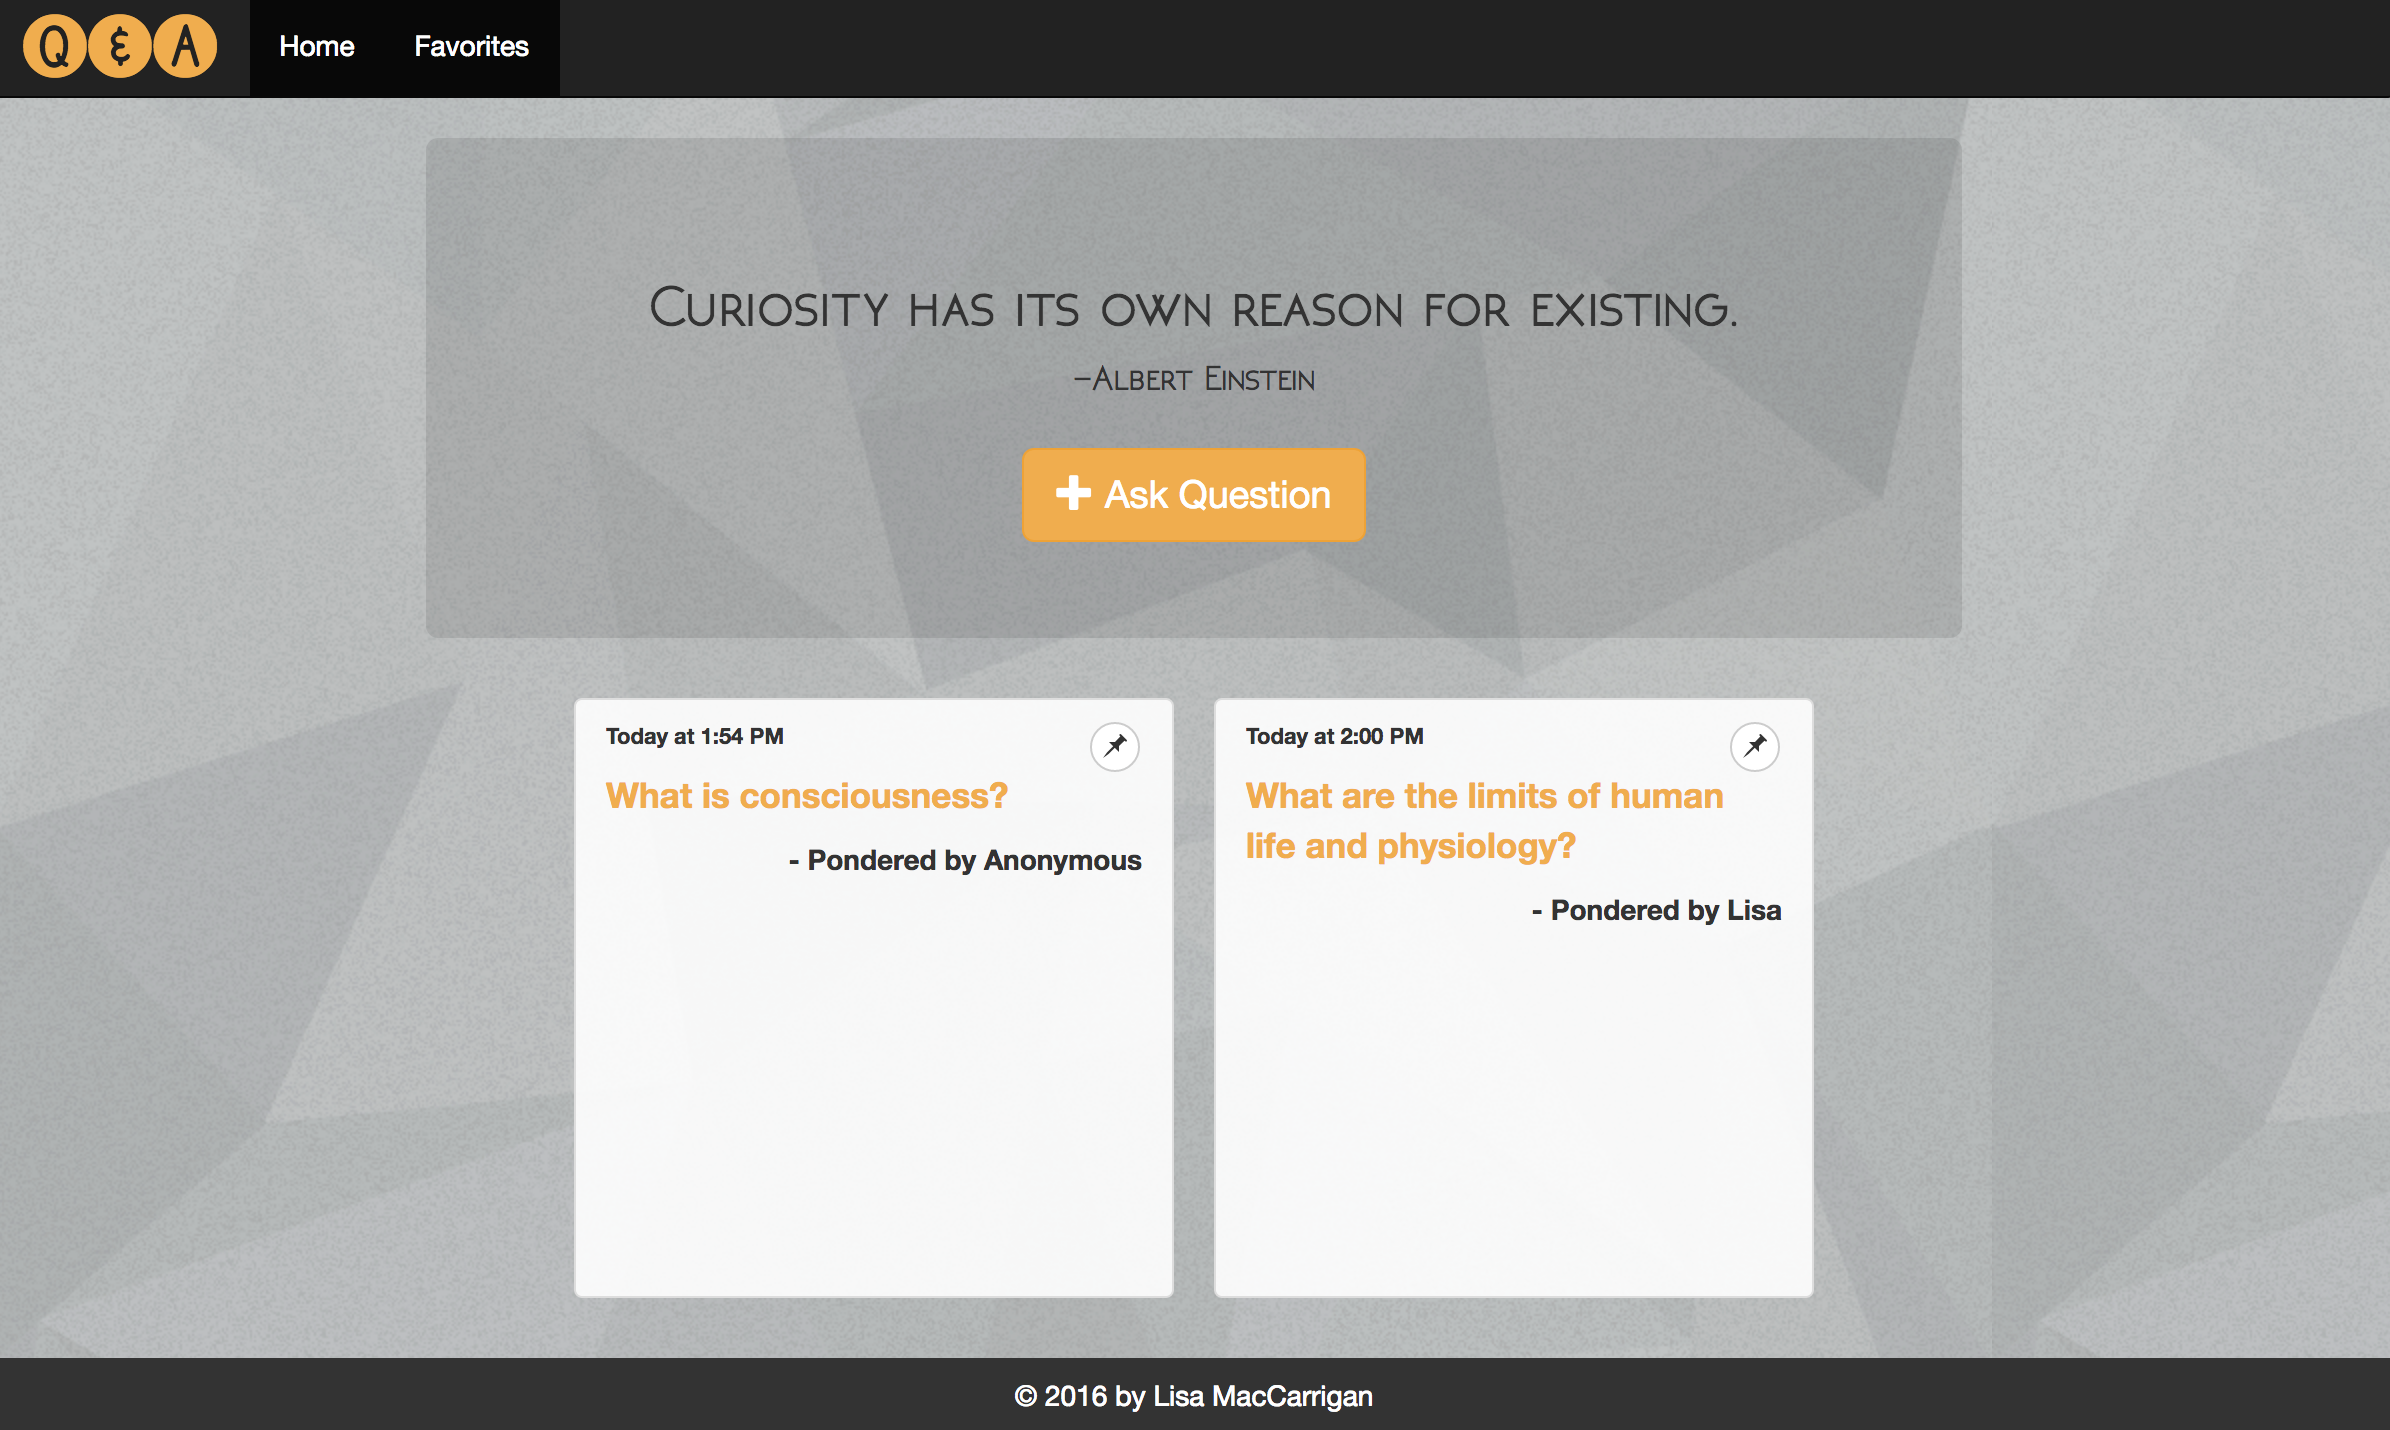 Q&A
Home Favorites
Curiosity has its own reason for existing.
-Albert Einstein
Ask Question
Today at 1:54 PM
What is consciousness?
- Pondered by Anonymous
Today at 2:00 PM
What are the limits of human
life and physiology?
- Pondered by Lisa
© 2016 by Lisa MacCarrigan